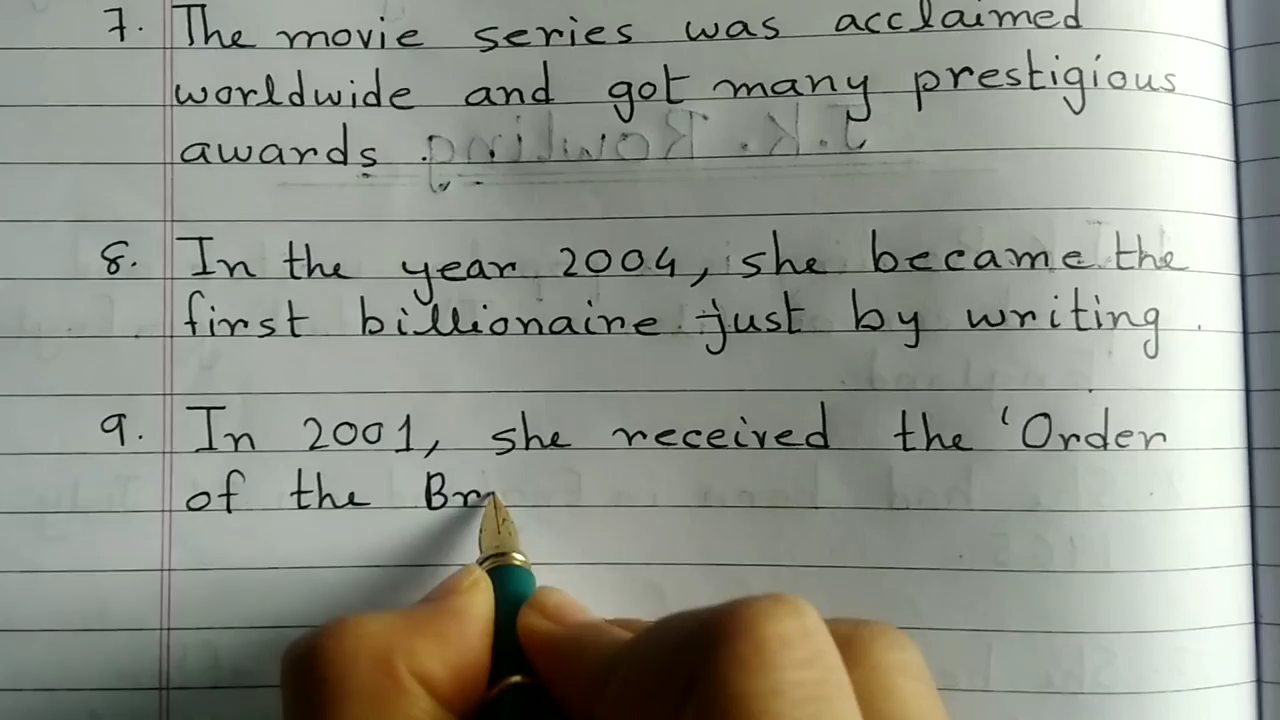 7. The movie series was acclaimed
worldwide and got many prestigious
awards.
J.K. Rowling
8. In the year 2004, she became the
first billionaire just by writing.
9. In 2001, she received the 'Order
of the Br